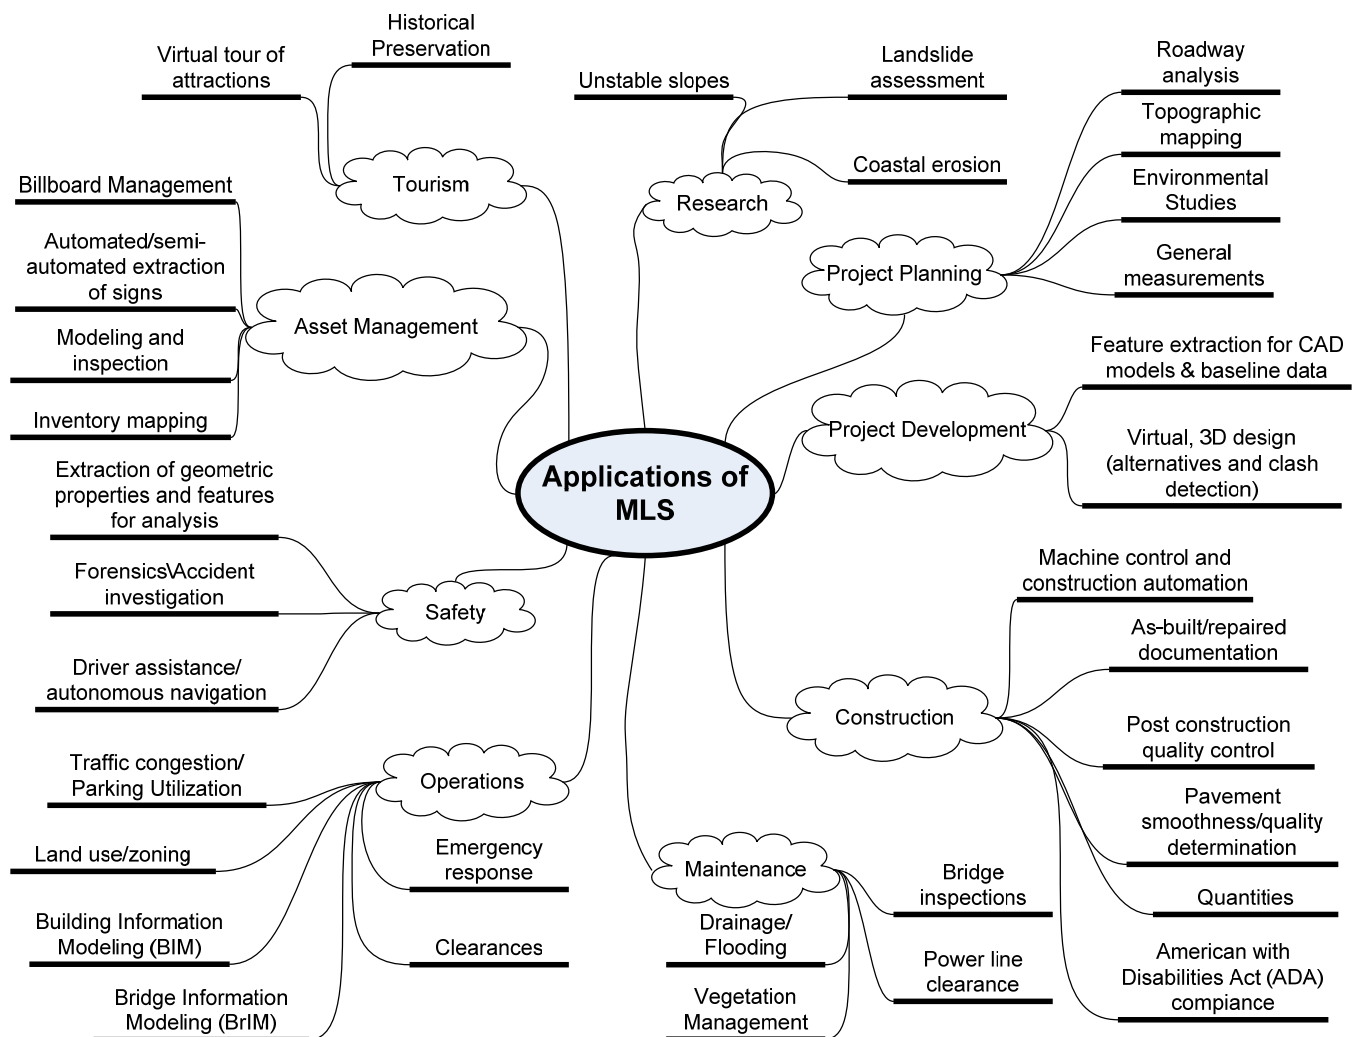 Historical
Preservation
Virtual tour of
attractions
Tourism
Unstable slopes
Landslide
assessment
Coastal erosion
Research
Roadway
analysis
Topographic
mapping
Environmental
Studies
General
measurements
Project Planning
Billboard Management
Automated/semi-
automated extraction
of signs
Modeling and
inspection
Inventory mapping
Asset Management
Feature extraction for CAD
models & baseline data
Virtual, 3D design
(alternatives and clash
detection)
Project Development
Applications of
MLS
Extraction of geometric
properties and features
for analysis
Forensics\Accident
investigation
Driver assistance/
autonomous navigation
Safety
Machine control and
construction automation
As-built/repaired
documentation
Post construction
quality control
Pavement
smoothness/quality
determination
Quantities
American with
Disabilities Act (ADA)
compiance
Construction
Traffic congestion/
Parking Utilization
Land use/zoning
Building Information
Modeling (BIM)
Bridge Information
Modeling (BrIM)
Operations
Emergency
response
Clearances
Maintenance
Drainage/
Flooding
Vegetation
Management
Bridge
inspections
Power line
clearance